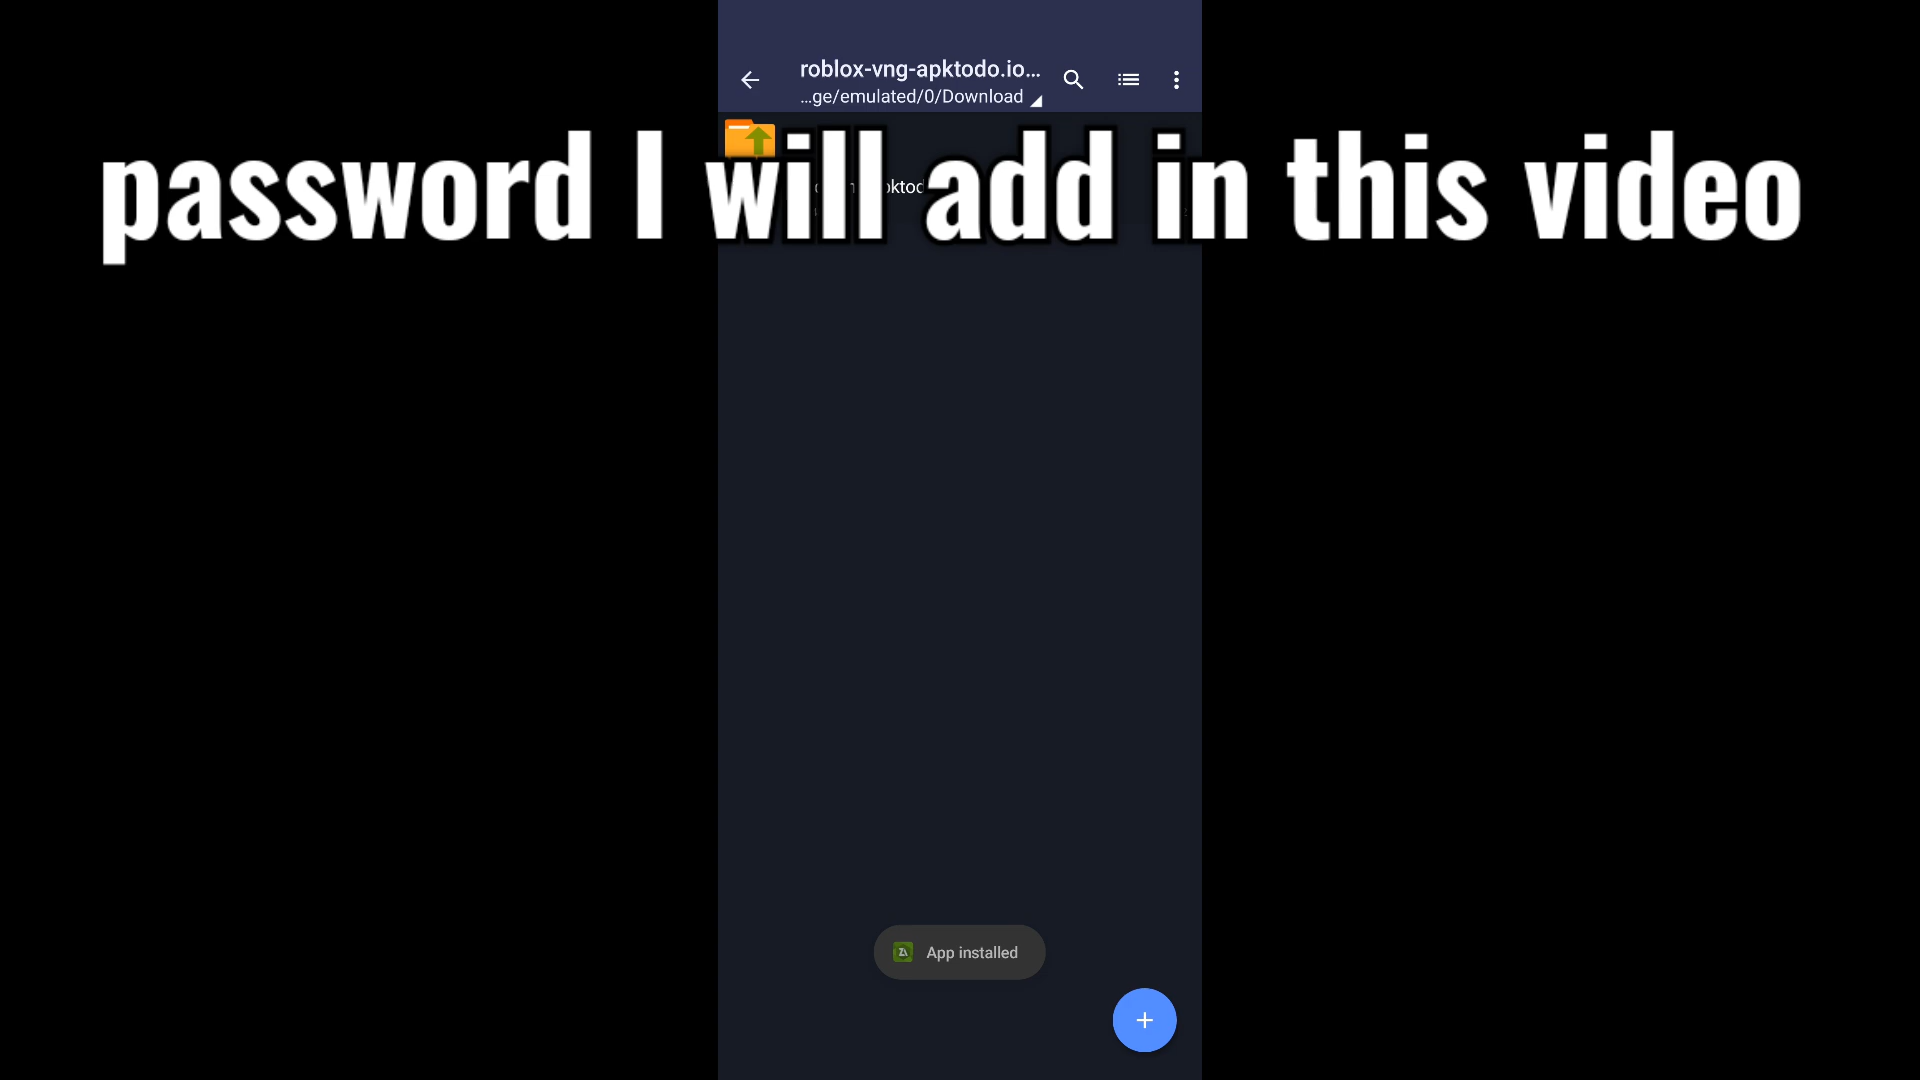 roblox-vng-apktodo.io...
...ge/emulated/0/Download
password I will add in this video
App installed